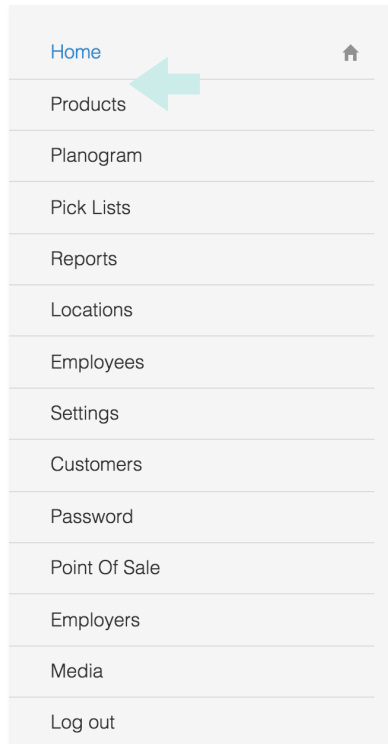 Home
Products
Planogram
Pick Lists
Reports
Locations
Employees
Settings
Customers
Password
Point Of Sale
Employers
Media
Log out